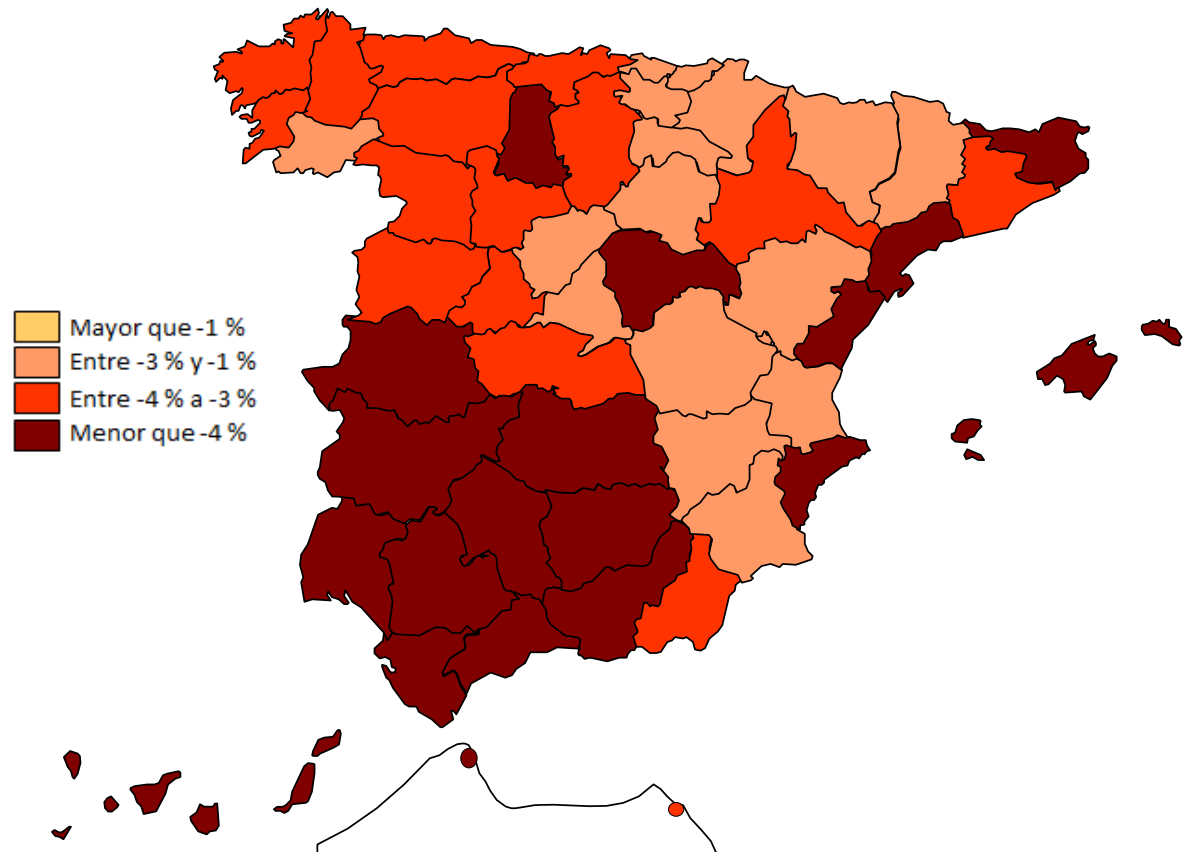 Mayor que -1 %
Entre -3 % y -1 %
Entre -4 % a -3 %
Menor que -4 %